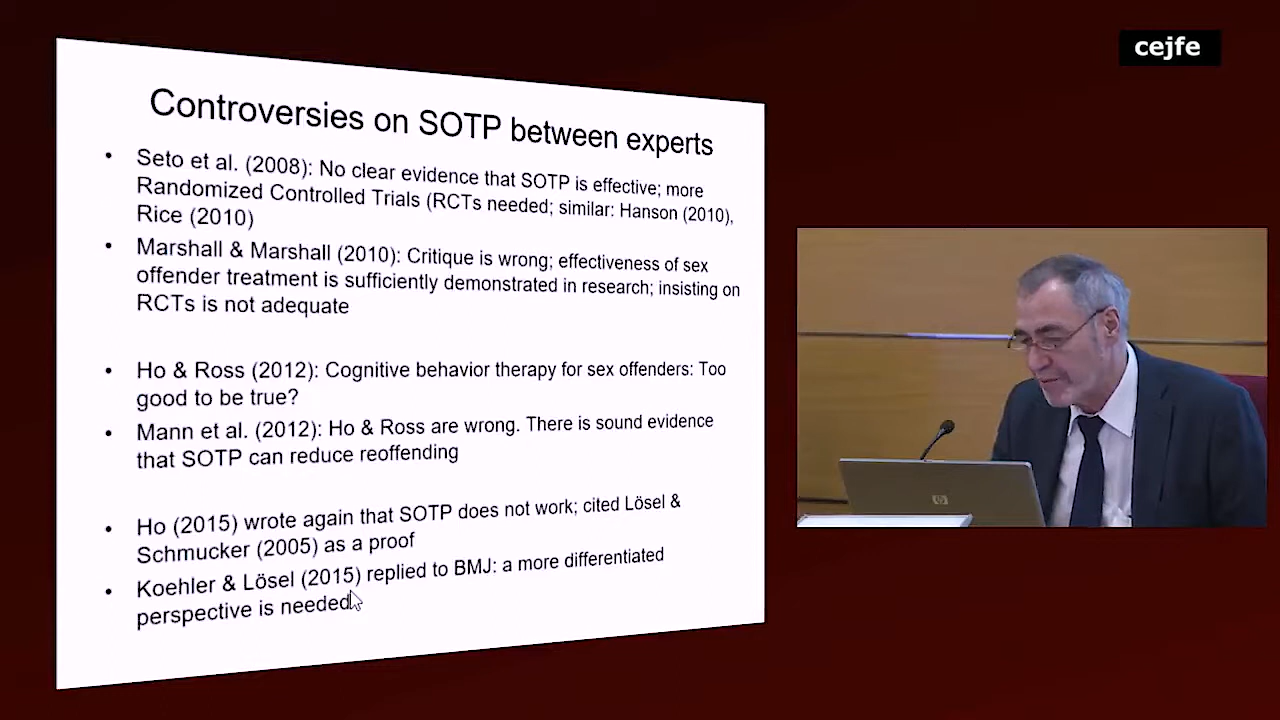 cejfe
Controversies on SOTP between experts
• Seto et al. (2008): No clear evidence that SOTP is effective; more
Randomized Controlled Trials (RCTs needed; similar: Hanson (2010),
Rice (2010)
• Marshall & Marshall (2010): Critique is wrong; effectiveness of sex
offender treatment is sufficiently demonstrated in research; insisting on
RCTs is not adequate
• Ho & Ross (2012): Cognitive behavior therapy for sex offenders: Too
good to be true?
• Mann et al. (2012): Ho & Ross are wrong. There is sound evidence
that SOTP can reduce reoffending
• Ho (2015) wrote again that SOTP does not work; cited Lösel &
Schmucker (2005) as a proof
• Koehler & Lösel (2015) replied to BMJ: a more differentiated
perspective is needed
hp